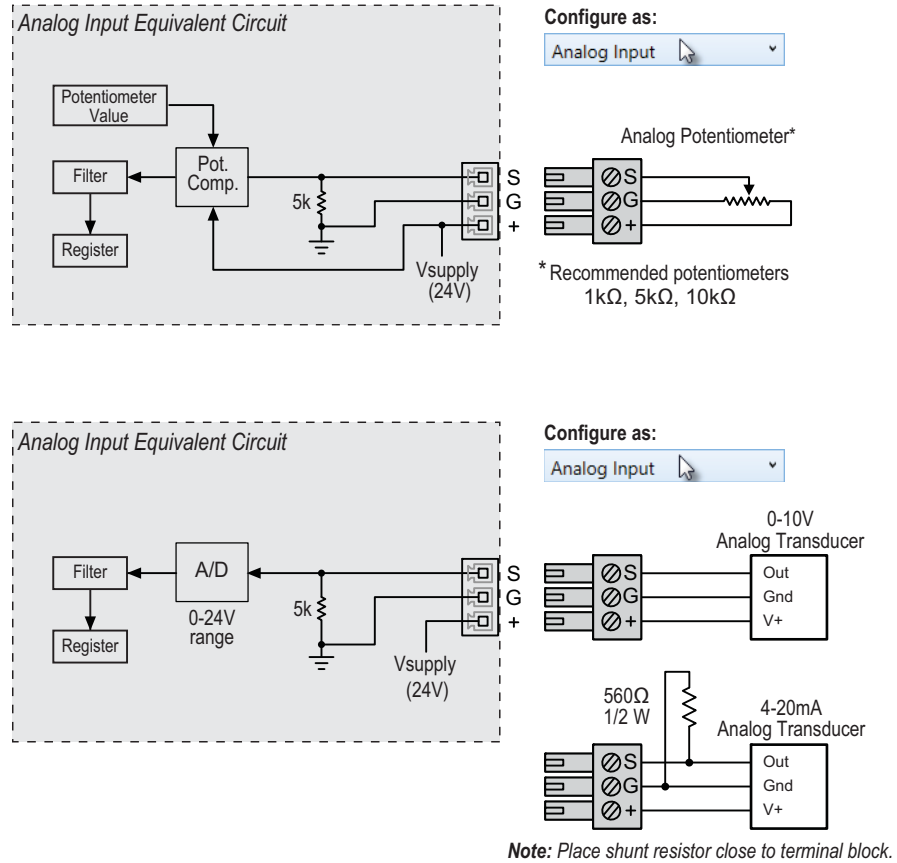 Analog Input Equivalent Circuit
Configure as:
Analog Input
Potentiometer
Value
Analog Potentiometer*
Filter
Pot.
Comp.
5k
S
G
+
S
G
+
Register
Vsupply
(24V)
* Recommended potentiometers
1kΩ, 5kΩ, 10kΩ
Analog Input Equivalent Circuit
Configure as:
Analog Input
0-10V
Analog Transducer
Filter
A/D
0-24V
range
5k
S
G
+
S
G
+
Out
Gnd
V+
Register
Vsupply
(24V)
560Ω
1/2 W
4-20mA
Analog Transducer
S
G
+
Out
Gnd
V+
Note: Place shunt resistor close to terminal block.